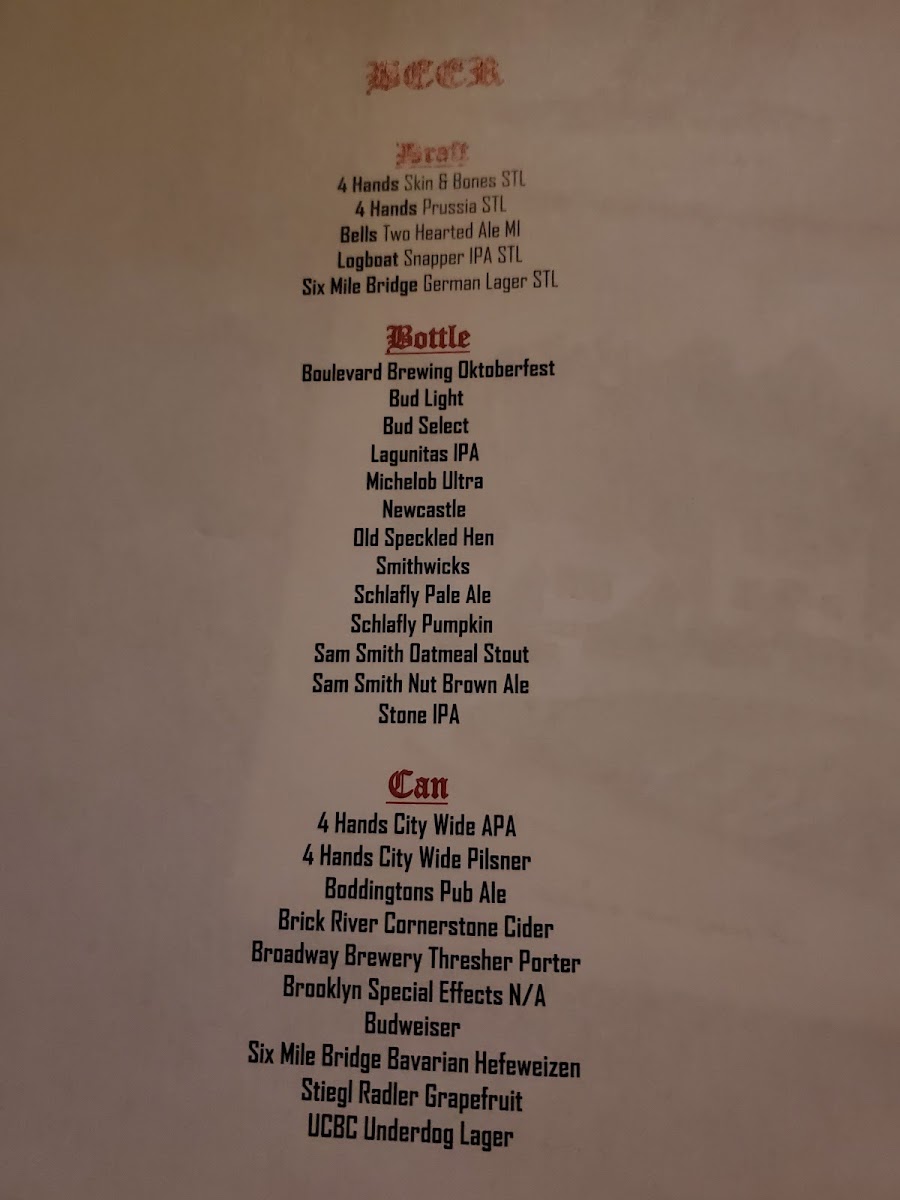 BEER
Draft
4 Hands Skin & Bones STL
4 Hands Prussia STL
Bells Two Hearted Ale MI
Logboat Snapper IPA STL
Six Mile Bridge German Lager STL
Bottle
Boulevard Brewing Oktoberfest
Bud Light
Bud Select
Lagunitas IPA
Michelob Ultra
Newcastle
Old Speckled Hen
Smithwicks
Schlafly Pale Ale
Schlafly Pumpkin
Sam Smith Oatmeal Stout
Sam Smith Nut Brown Ale
Stone IPA
Can
4 Hands City Wide APA
4 Hands City Wide Pilsner
Boddingtons Pub Ale
Brick River Cornerstone Cider
Broadway Brewery Thresher Porter
Brooklyn Special Effects N/A
Budweiser
Six Mile Bridge Bavarian Hefeweizen
Stiegl Radler Grapefruit
UCBC Underdog Lager